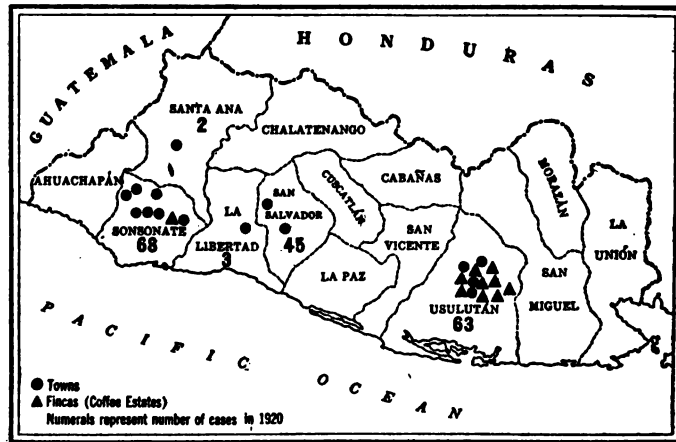 GUATEMALA
HONDURAS
SANTA ANA
2
CHALATENANGO
AHUACHAPÁN
SONSONATE
68
LA
LIBERTAD
3
SAN
SALVADOR
45
CUSCATLÁN
CABAÑAS
SAN
VICENTE
LA PAZ
USULUTÁN
63
SAN
MIGUEL
MORAZÁN
LA
UNIÓN
PACIFIC OCEAN
Towns
Fincas (Coffee Estates)
Numerals represent number of cases in 1920